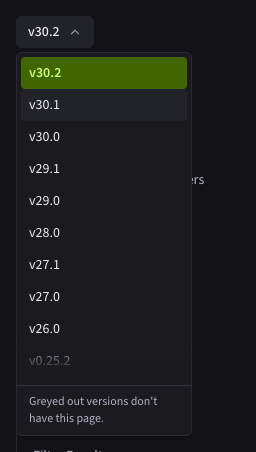 v30.2
v30.2
v30.1
v30.0
v29.1
v29.0
v28.0
v27.1
v27.0
v26.0
v0.25.2
ers
Greyed out versions don't
have this page.